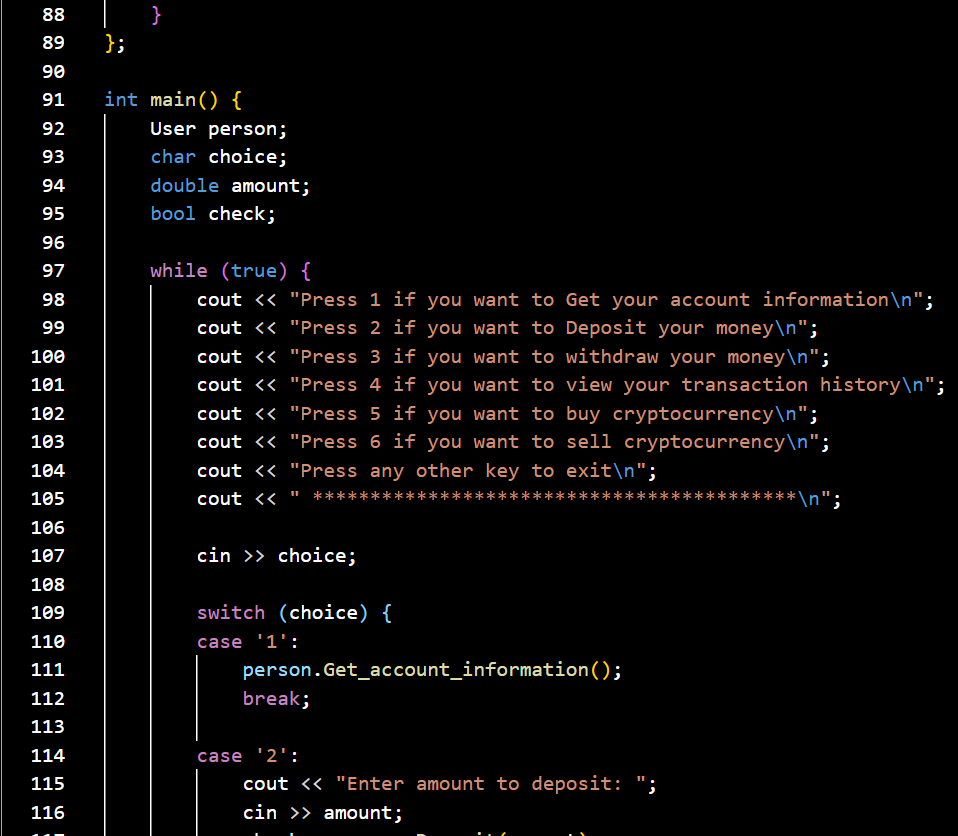 88 }
89 };
90
91 int main() {
92 User person;
93 char choice;
94 double amount;
95 bool check;
96
97 while (true) {
98 cout << "Press 1 if you want to Get your account information\n";
99 cout << "Press 2 if you want to Deposit your money\n";
100 cout << "Press 3 if you want to withdraw your money\n";
101 cout << "Press 4 if you want to view your transaction history\n";
102 cout << "Press 5 if you want to buy cryptocurrency\n";
103 cout << "Press 6 if you want to sell cryptocurrency\n";
104 cout << "Press any other key to exit\n";
105 cout << " ******************************************\n";
106
107 cin >> choice;
108
109 switch (choice) {
110 case '1':
111 person.Get_account_information();
112 break;
113
114 case '2':
115 cout << "Enter amount to deposit: ";
116 cin >> amount;